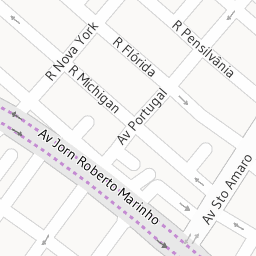 R Nova York
R Flórida
R Pensilvânia
R Michigan
Av Portugal
Av Jorn Roberto Marinho
Av Sto Amaro